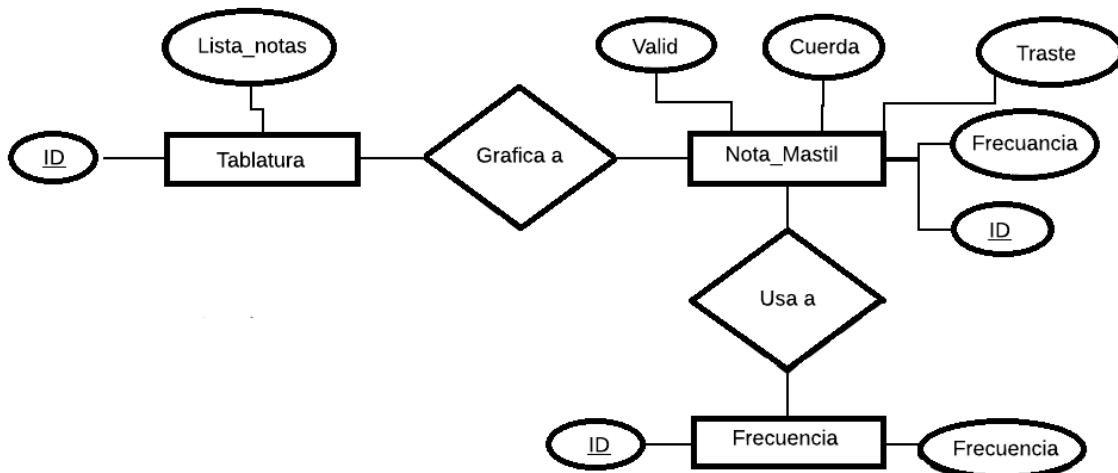 Lista_notas
Valid
Cuerda
Traste
ID
Tablatura
Grafica a
Nota_Mastil
Frecuancia
ID
Usa a
ID
Frecuencia
Frecuencia